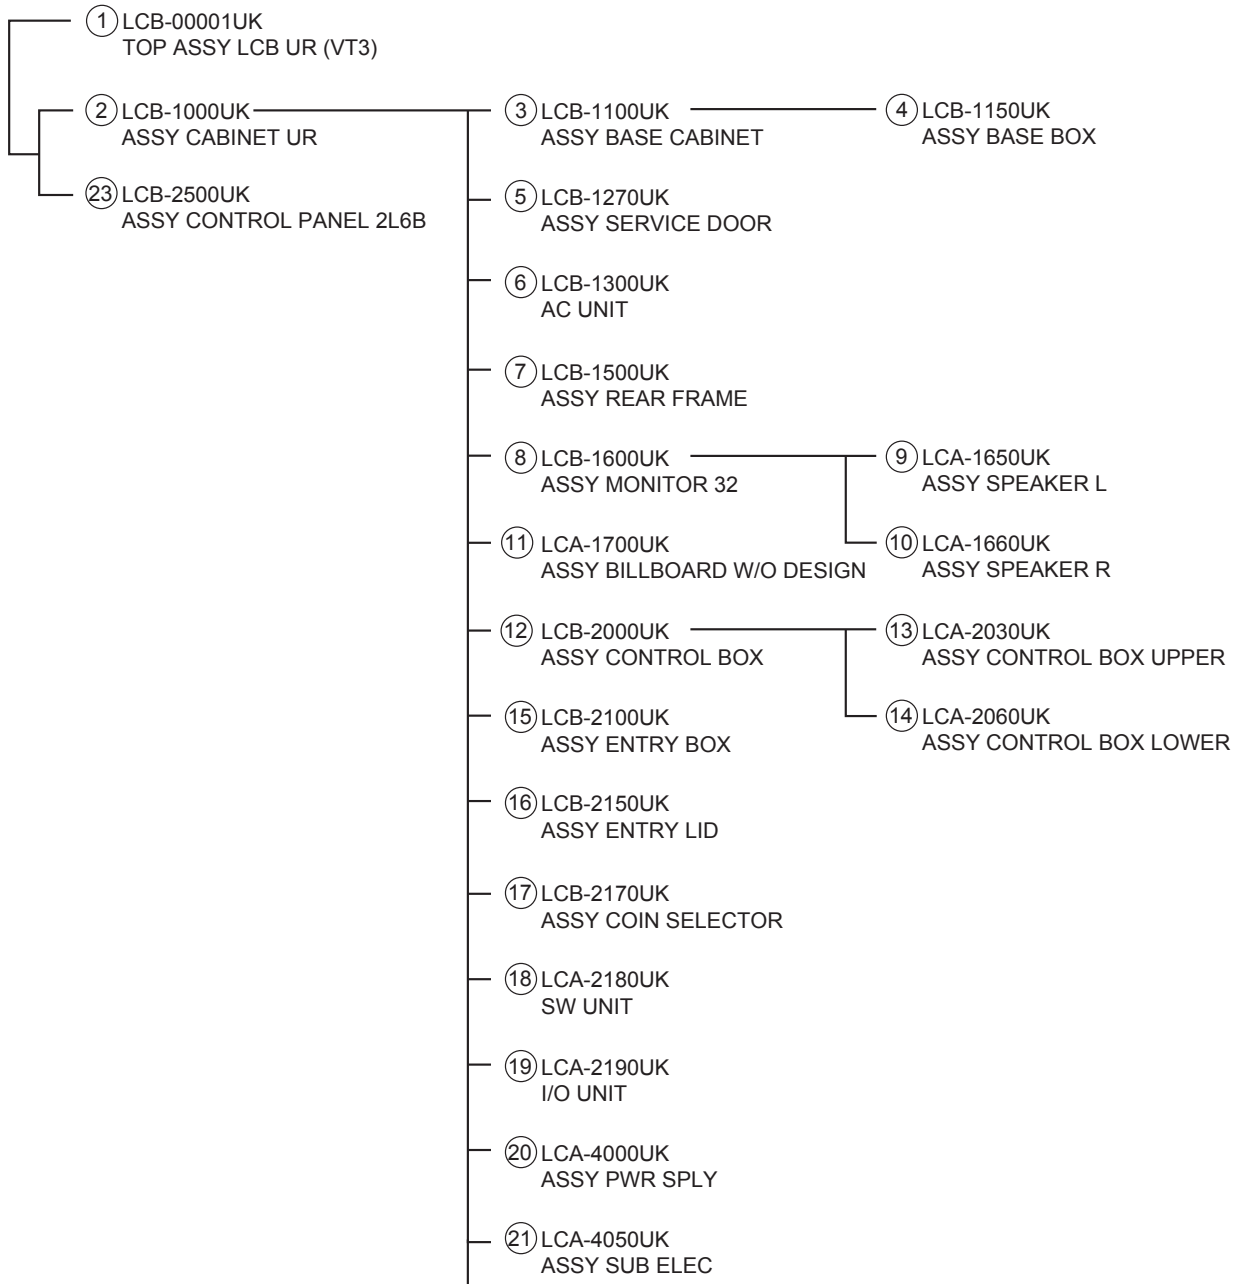 1 LCB-00001UK
TOP ASSY LCB UR (VT3)
2 LCB-1000UK
ASSY CABINET UR
23 LCB-2500UK
ASSY CONTROL PANEL 2L6B
3 LCB-1100UK
ASSY BASE CABINET
4 LCB-1150UK
ASSY BASE BOX
5 LCB-1270UK
ASSY SERVICE DOOR
6 LCB-1300UK
AC UNIT
7 LCB-1500UK
ASSY REAR FRAME
8 LCB-1600UK
ASSY MONITOR 32
9 LCA-1650UK
ASSY SPEAKER L
10 LCA-1660UK
ASSY SPEAKER R
11 LCA-1700UK
ASSY BILLBOARD W/O DESIGN
12 LCB-2000UK
ASSY CONTROL BOX
13 LCA-2030UK
ASSY CONTROL BOX UPPER
14 LCA-2060UK
ASSY CONTROL BOX LOWER
15 LCB-2100UK
ASSY ENTRY BOX
16 LCB-2150UK
ASSY ENTRY LID
17 LCB-2170UK
ASSY COIN SELECTOR
18 LCA-2180UK
SW UNIT
19 LCA-2190UK
I/O UNIT
20 LCA-4000UK
ASSY PWR SPLY
21 LCA-4050UK
ASSY SUB ELEC